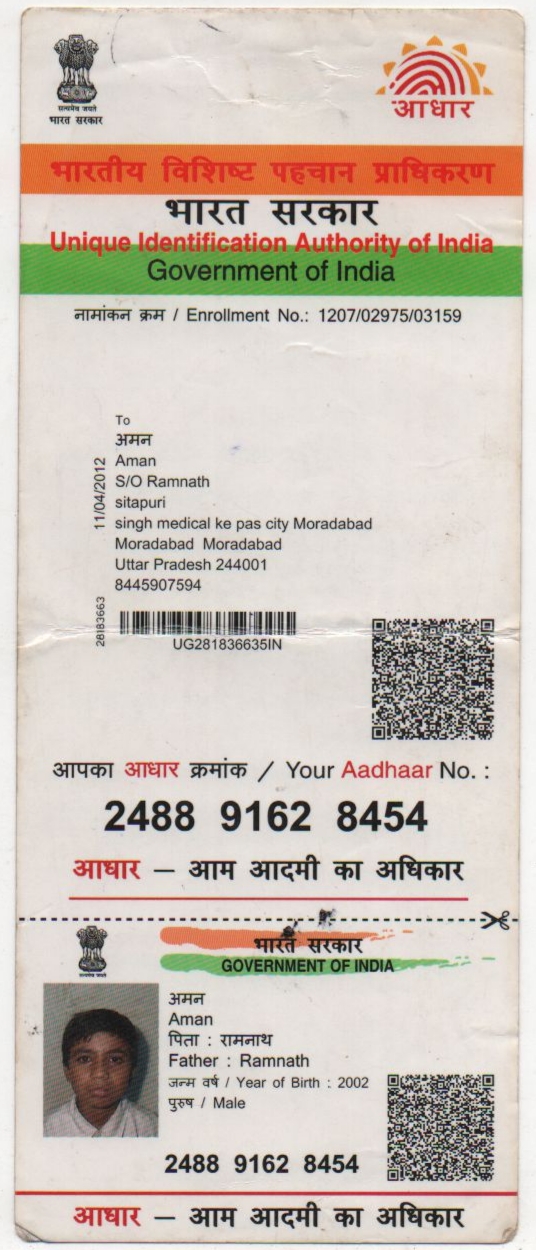 सत्यमेव जयते
भारत सरकार
आधार
भारतीय विशिष्ट पहचान प्राधिकरण
भारत सरकार
Unique Identification Authority of India
Government of India
नामांकन क्रम / Enrollment No.: 1207/02975/03159
To
अमन
Aman
S/O Ramnath
sitapuri
singh medical ke pas city Moradabad
Moradabad Moradabad
Uttar Pradesh 244001
8445907594
11/04/2012
28183663
UG281836635IN
आपका आधार क्रमांक / Your Aadhaar No. :
2488 9162 8454
आधार — आम आदमी का अधिकार
भारत सरकार
GOVERNMENT OF INDIA
अमन
Aman
पिता : रामनाथ
Father : Ramnath
जन्म वर्ष / Year of Birth : 2002
पुरुष / Male
2488 9162 8454
आधार — आम आदमी का अधिकार